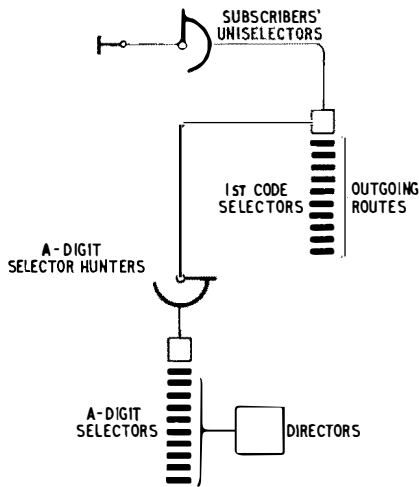 SUBSCRIBERS'
UNISELECTORS
1ST CODE
SELECTORS
OUTGOING
ROUTES
A-DIGIT
SELECTOR HUNTERS
A-DIGIT
SELECTORS
DIRECTORS